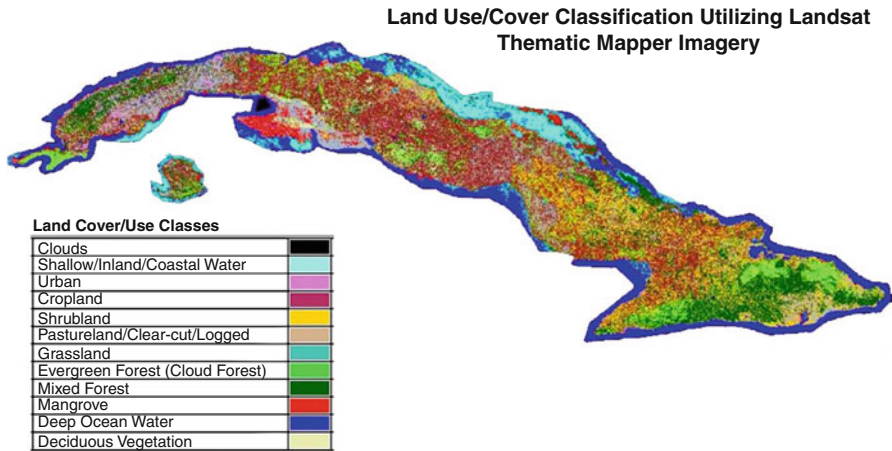 Land Use/Cover Classification Utilizing Landsat
Thematic Mapper Imagery
Land Cover/Use Classes
Clouds
Shallow/Inland/Coastal Water
Urban
Cropland
Shrubland
Pastureland/Clear-cut/Logged
Grassland
Evergreen Forest (Cloud Forest)
Mixed Forest
Mangrove
Deep Ocean Water
Deciduous Vegetation